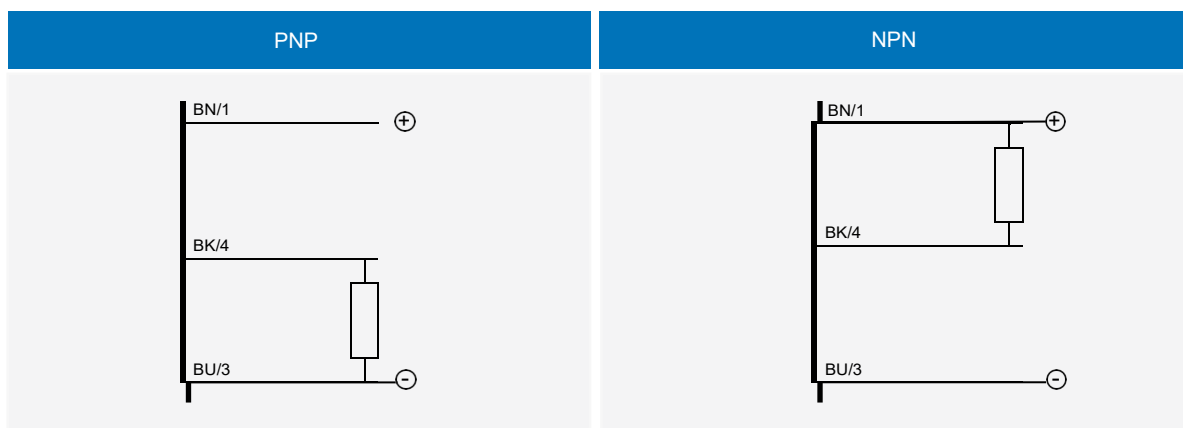 PNP
NPN
BN/1
+
BK/4
BU/3
-
BN/1
+
BK/4
BU/3
-